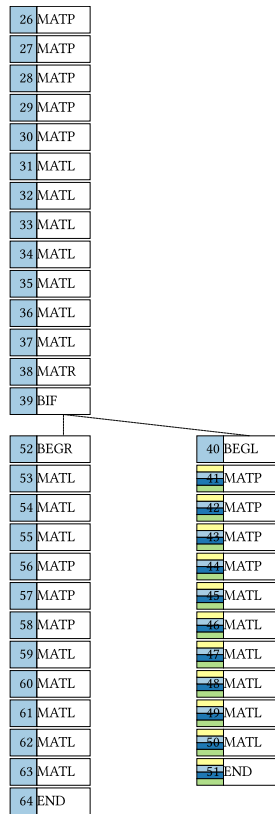 26 MATP
27 MATP
28 MATP
29 MATP
30 MATP
31 MATL
32 MATL
33 MATL
34 MATL
35 MATL
36 MATL
37 MATL
38 MATR
39 BIF
52 BEGR
53 MATL
54 MATL
55 MATL
56 MATP
57 MATP
58 MATP
59 MATL
60 MATL
61 MATL
62 MATL
63 MATL
64 END
40 BEGL
41 MATP
42 MATP
43 MATP
44 MATP
45 MATL
46 MATL
47 MATL
48 MATL
49 MATL
50 MATL
51 END